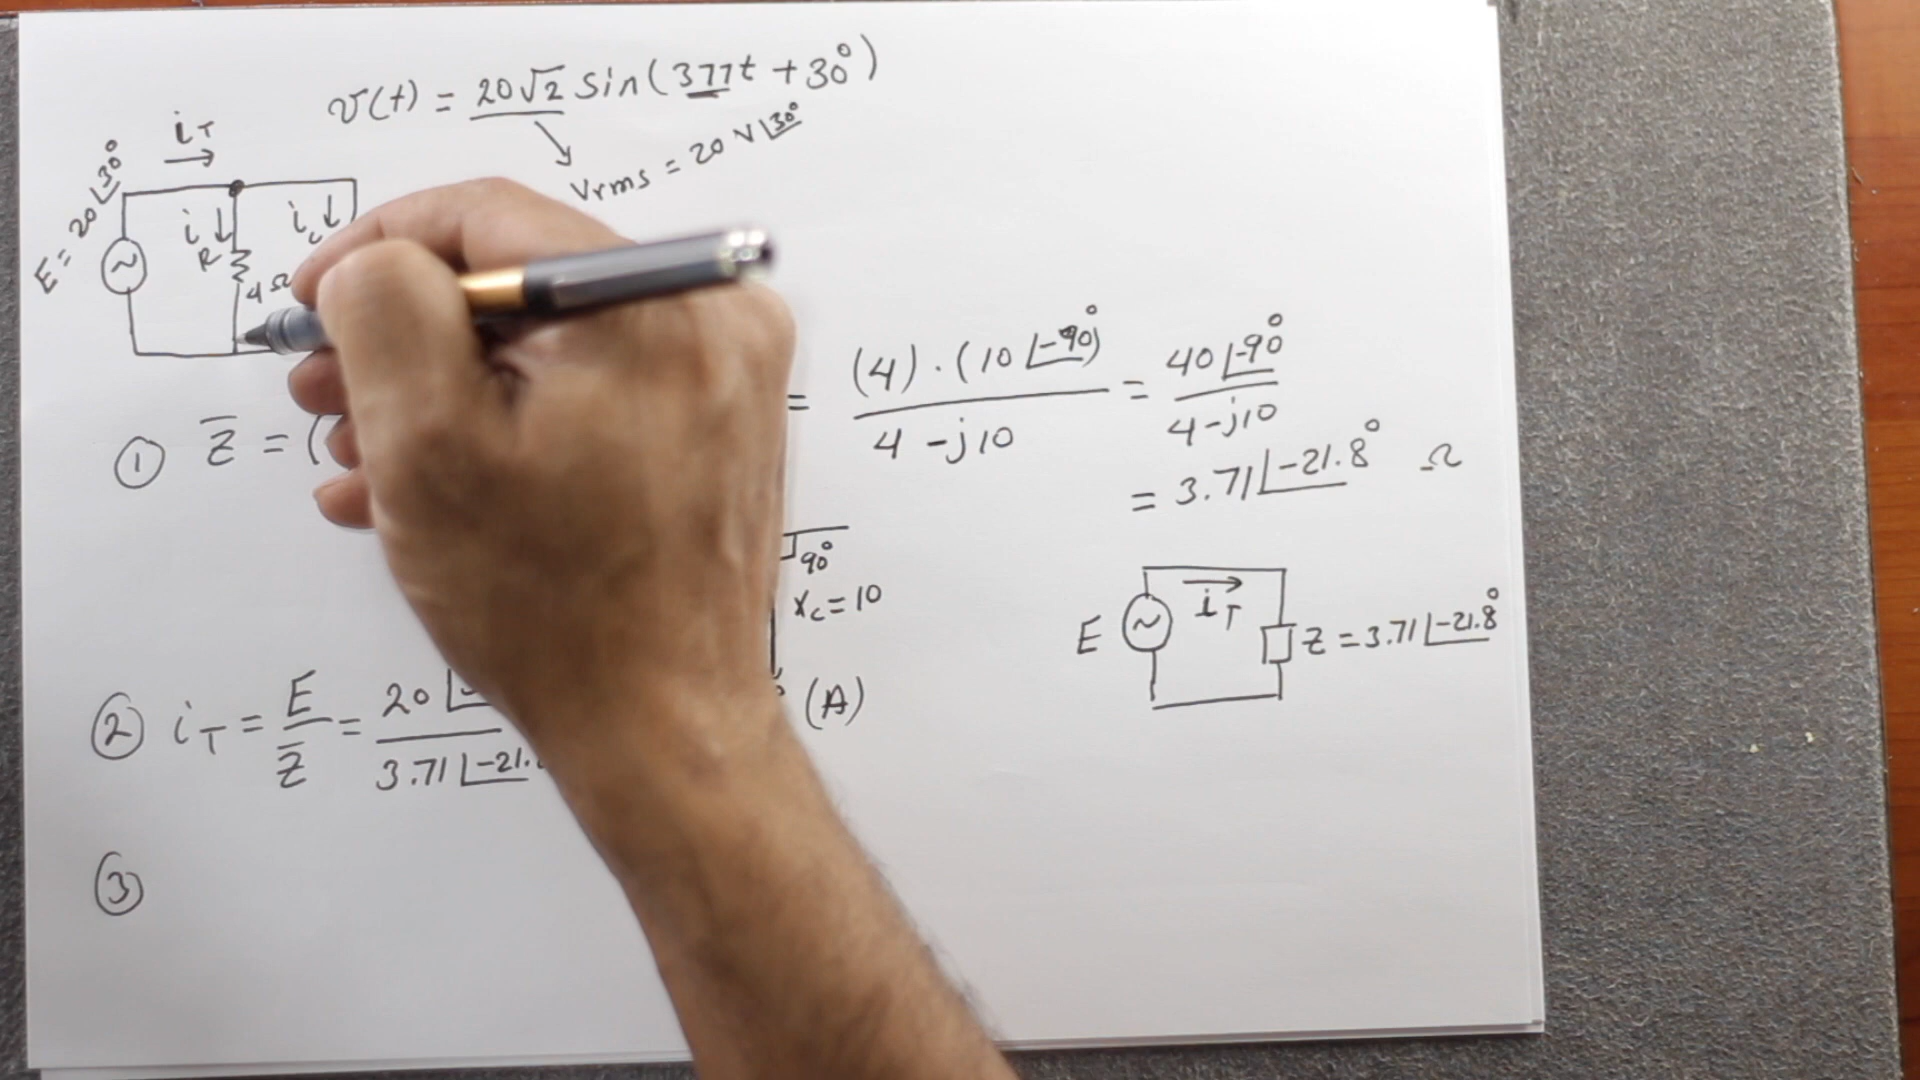 v(t) = 20√2 sin(377t + 30°)
Vrms = 20 V∠30°
iT
E = 20∠30°
iR
ic
4Ω
① Z̅ = (
= (4)·(10∠-90°) / 4 - j10 = 40∠-90° / 4 - j10
= 3.71∠-21.8° Ω
90°
Xc = 10
E
iT
Z = 3.71∠-21.8°
② iT = E / Z̅ = 20∠ / 3.71∠-21. (A)
③